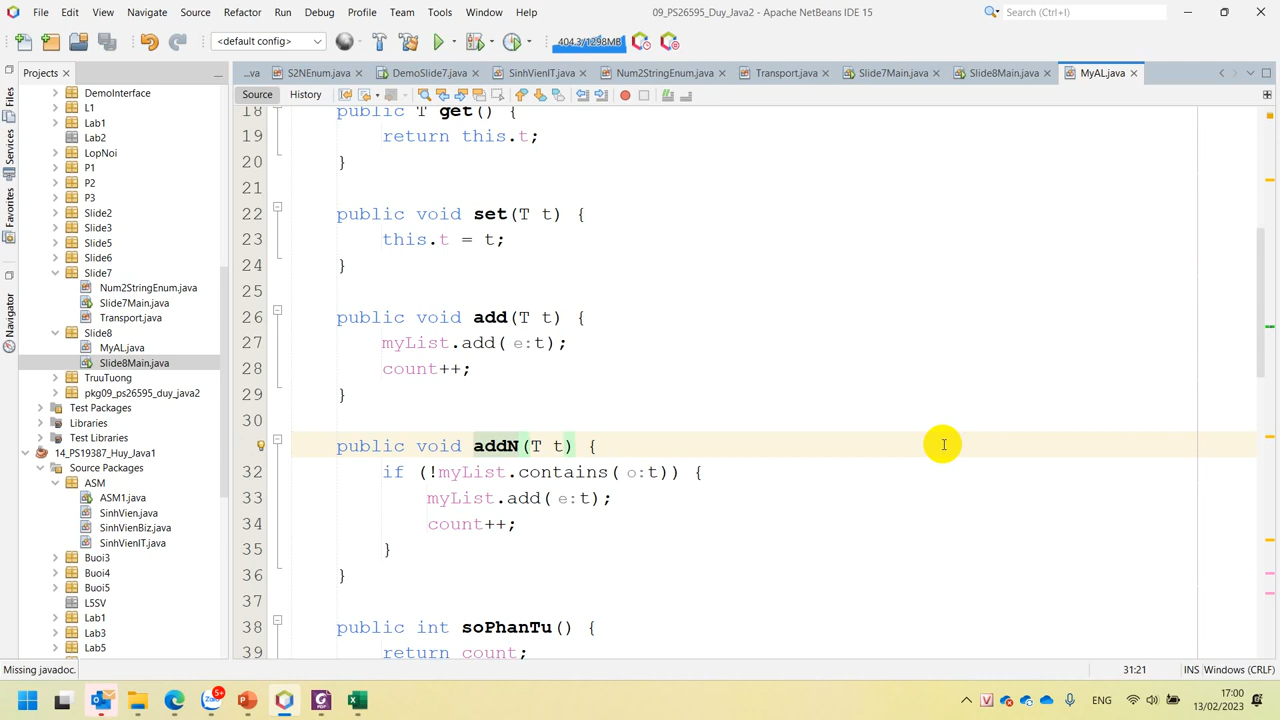 File Edit View Navigate Source Refactor Run Debug Profile Team Tools Window Help
09_PS26595_Duy_Java2 - Apache NetBeans IDE 15
Search (Ctrl+I)
<default config>
404.3/1298MB
Projects
...va S2NEnum.java DemoSlide7.java SinhVienIT.java Num2StringEnum.java Transport.java Slide7Main.java Slide8Main.java MyAL.java
Source History
Files
Services
Favorites
Navigator
DemoInterface
L1
Lab1
Lab2
LopNoi
P1
P2
P3
Slide2
Slide3
Slide5
Slide6
Slide7
Num2StringEnum.java
Slide7Main.java
Transport.java
Slide8
MyAL.java
Slide8Main.java
TruuTuong
pkg09_ps26595_duy_java2
Test Packages
Libraries
Test Libraries
14_PS19387_Huy_Java1
Source Packages
ASM
ASM1.java
SinhVien.java
SinhVienBiz.java
SinhVienIT.java
Buoi3
Buoi4
Buoi5
L5SV
Lab1
Lab3
Lab5
18 public T get() {
19 return this.t;
20 }
21
22 public void set(T t) {
23 this.t = t;
24 }
25
26 public void add(T t) {
27 myList.add( e:t);
28 count++;
29 }
30
public void addN(T t) {
32 if (!myList.contains( o:t)) {
33 myList.add( e:t);
34 count++;
35 }
36 }
37
38 public int soPhanTu() {
39 return count;
Missing javadoc.
31:21 INS Windows (CRLF)
Zalo 5+
ENG
17:00
13/02/2023